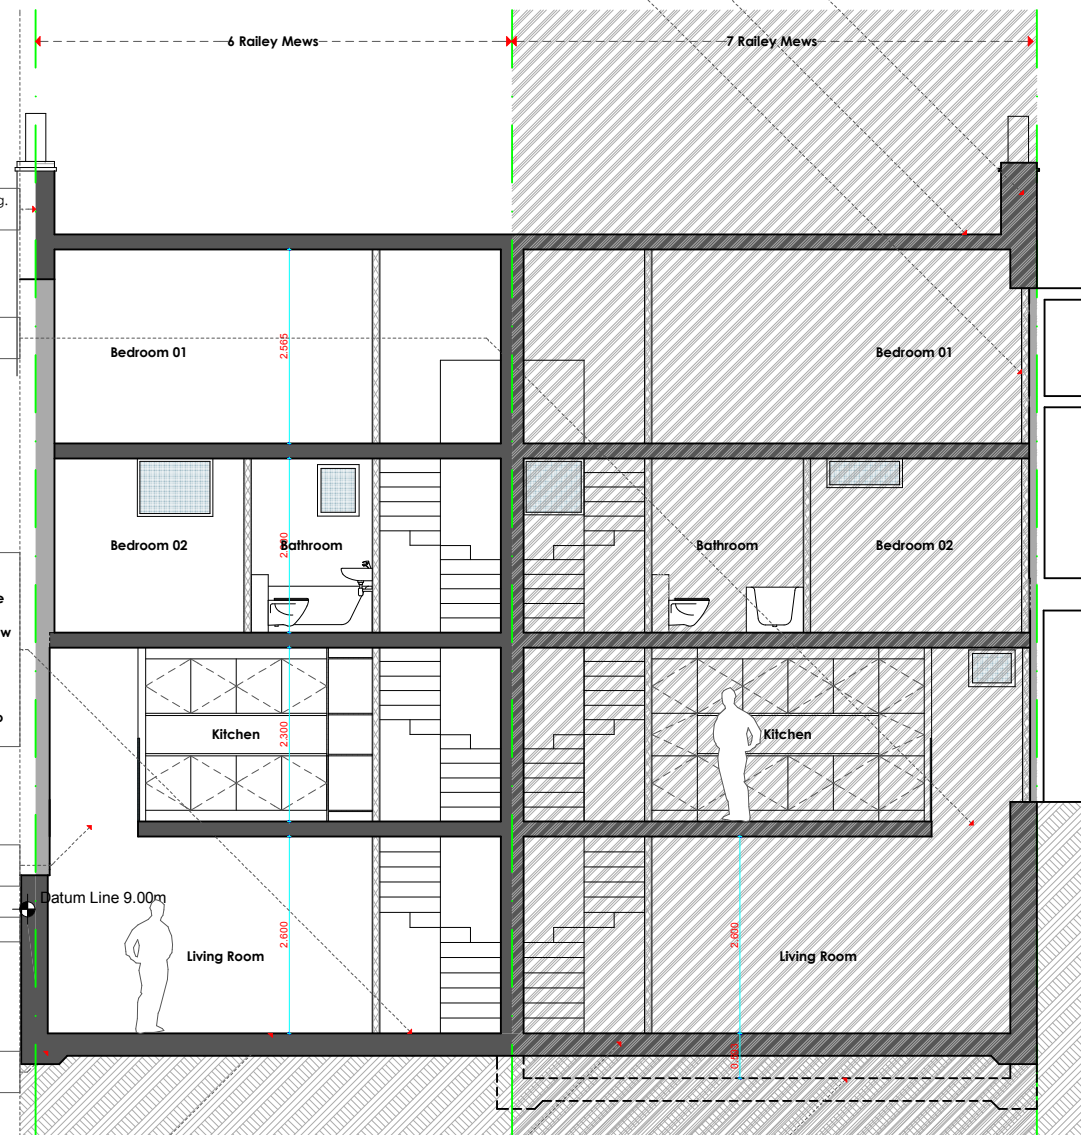 6 Railey Mews
7 Railey Mews
g.
Bedroom 01
2.565
Bedroom 01
Bedroom 02
Bathroom
Bathroom
Bedroom 02
e
w
Kitchen
2.300
Kitchen
Datum Line 9.00m
2.600
2.600
Living Room
Living Room